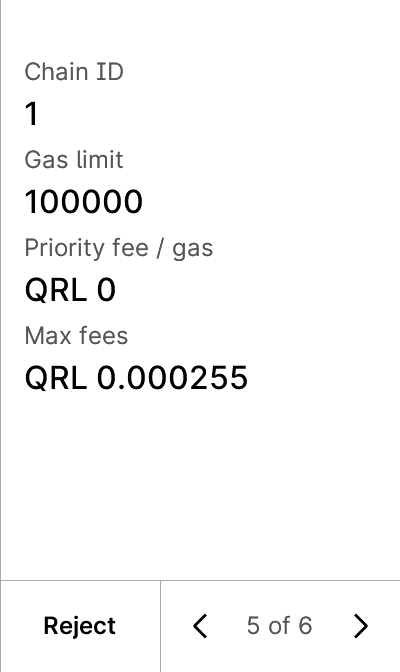 Chain ID
1
Gas limit
100000
Priority fee / gas
QRL 0
Max fees
QRL 0.000255
Reject
5 of 6